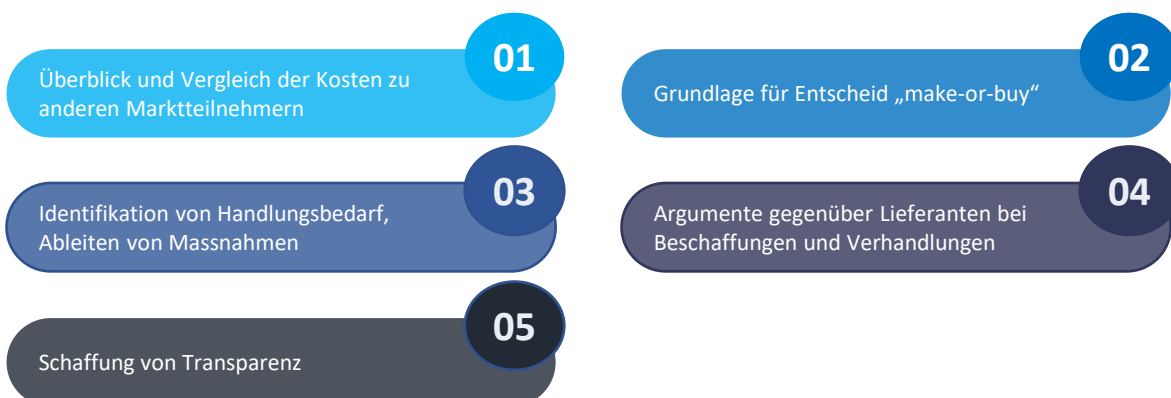 01
Überblick und Vergleich der Kosten zu
anderen Marktteilnehmern
02
Grundlage für Entscheid „make-or-buy“
03
Identifikation von Handlungsbedarf,
Ableiten von Massnahmen
04
Argumente gegenüber Lieferanten bei
Beschaffungen und Verhandlungen
05
Schaffung von Transparenz